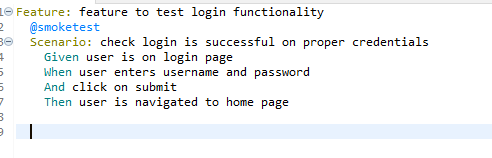 1 Feature: feature to test login functionality
2 @smoketest
3 Scenario: check login is successful on proper credentials
4 Given user is on login page
5 When user enters username and password
6 And click on submit
7 Then user is navigated to home page
8
9